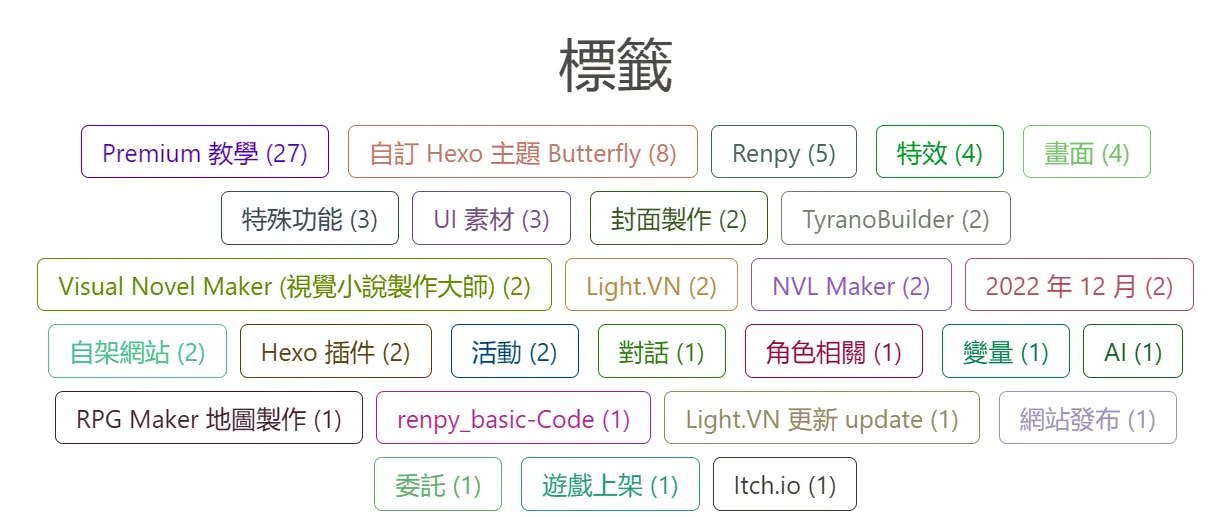 標籤
Premium 教學 (27) 自訂 Hexo 主題 Butterfly (8) Renpy (5) 特效 (4) 畫面 (4)
特殊功能 (3) UI 素材 (3) 封面製作 (2) TyranoBuilder (2)
Visual Novel Maker (視覺小說製作大師) (2) Light.VN (2) NVL Maker (2) 2022 年 12 月 (2)
自架網站 (2) Hexo 插件 (2) 活動 (2) 對話 (1) 角色相關 (1) 變量 (1) AI (1)
RPG Maker 地圖製作 (1) renpy_basic-Code (1) Light.VN 更新 update (1) 網站發布 (1)
委託 (1) 遊戲上架 (1) Itch.io (1)